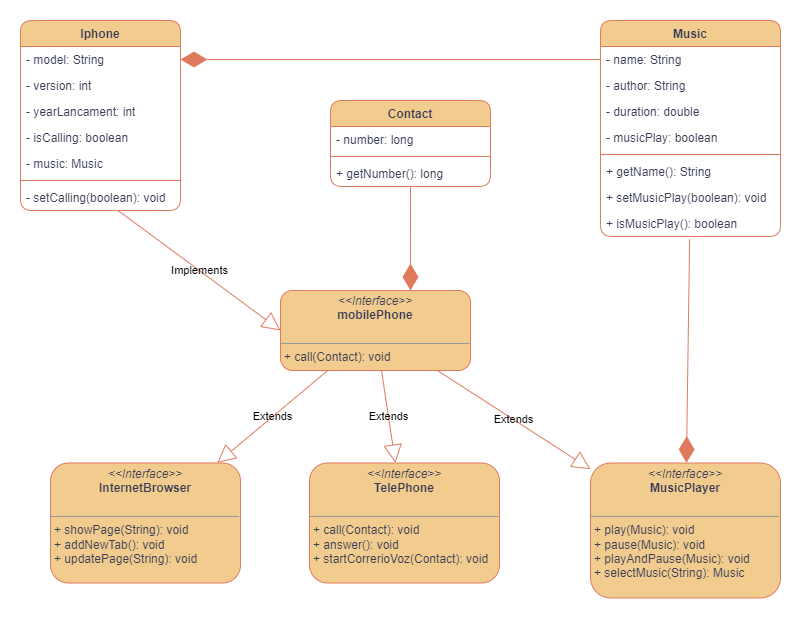 Iphone
- model: String
- version: int
- yearLancament: int
- isCalling: boolean
- music: Music
- setCalling(boolean): void
Music
- name: String
- author: String
- duration: double
- musicPlay: boolean
+ getName(): String
+ setMusicPlay(boolean): void
+ isMusicPlay(): boolean
Contact
- number: long
+ getNumber(): long
Implements
<<Interface>>
mobilePhone
+ call(Contact): void
Extends
Extends
Extends
<<Interface>>
InternetBrowser
+ showPage(String): void
+ addNewTab(): void
+ updatePage(String): void
<<Interface>>
TelePhone
+ call(Contact): void
+ answer(): void
+ startCorrerioVoz(Contact): void
<<Interface>>
MusicPlayer
+ play(Music): void
+ pause(Music): void
+ playAndPause(Music): void
+ selectMusic(String): Music